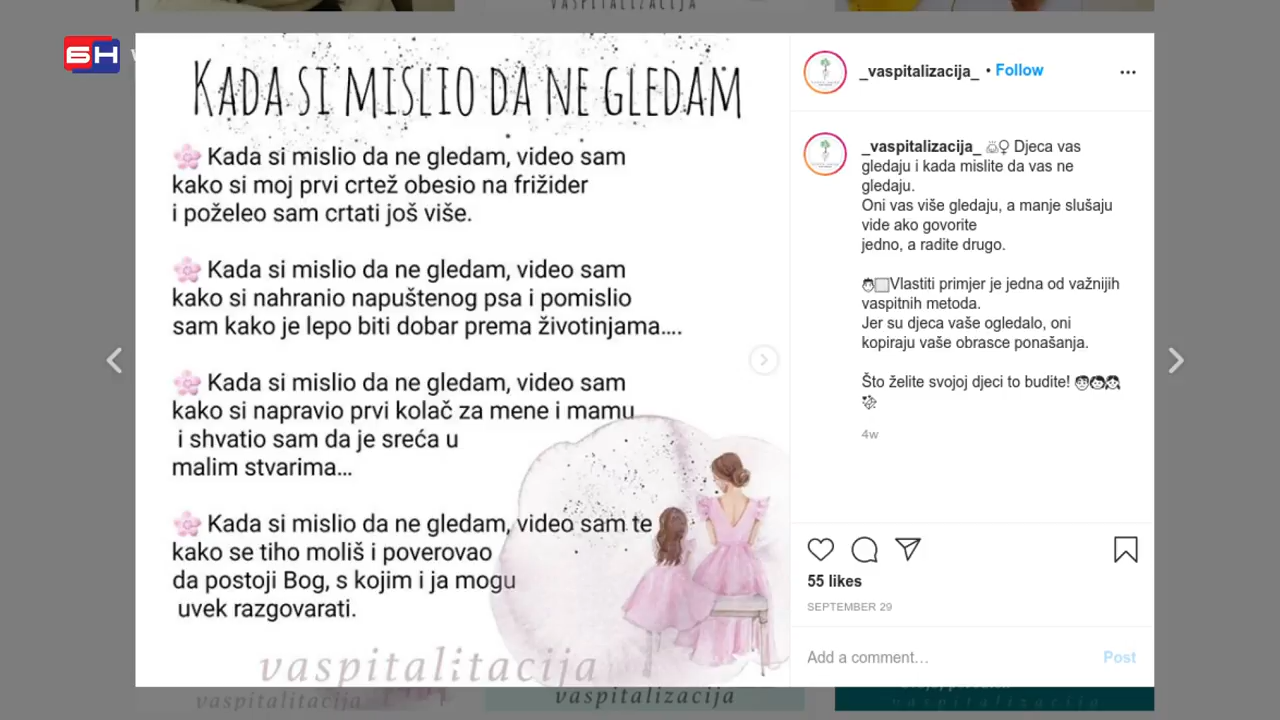 vaspitalizacija
БН
Kada si mislio da ne gledam
Kada si mislio da ne gledam, video sam
kako si moj prvi crtež obesio na frižider
i poželeo sam crtati još više.
Kada si mislio da ne gledam, video sam
kako si nahranio napuštenog psa i pomislio
sam kako je lepo biti dobar prema životinjama....
Kada si mislio da ne gledam, video sam
kako si napravio prvi kolač za mene i mamu
i shvatio sam da je sreća u
malim stvarima...
Kada si mislio da ne gledam, video sam te
kako se tiho moliš i poverovao
da postoji Bog, s kojim i ja mogu
uvek razgovarati.
vaspitalitacija
_vaspitalizacija_ • Follow
_vaspitalizacija_ Djeca vas
gledaju i kada mislite da vas ne
gledaju.
Oni vas više gledaju, a manje slušaju
vide ako govorite
jedno, a radite drugo.
Vlastiti primjer je jedna od važnijih
vaspitnih metoda.
Jer su djeca vaše ogledalo, oni
kopiraju vaše obrasce ponašanja.
Što želite svojoj djeci to budite!
4w
55 likes
SEPTEMBER 29
Add a comment… Post
vaspitalitacija
vaspitalizacija